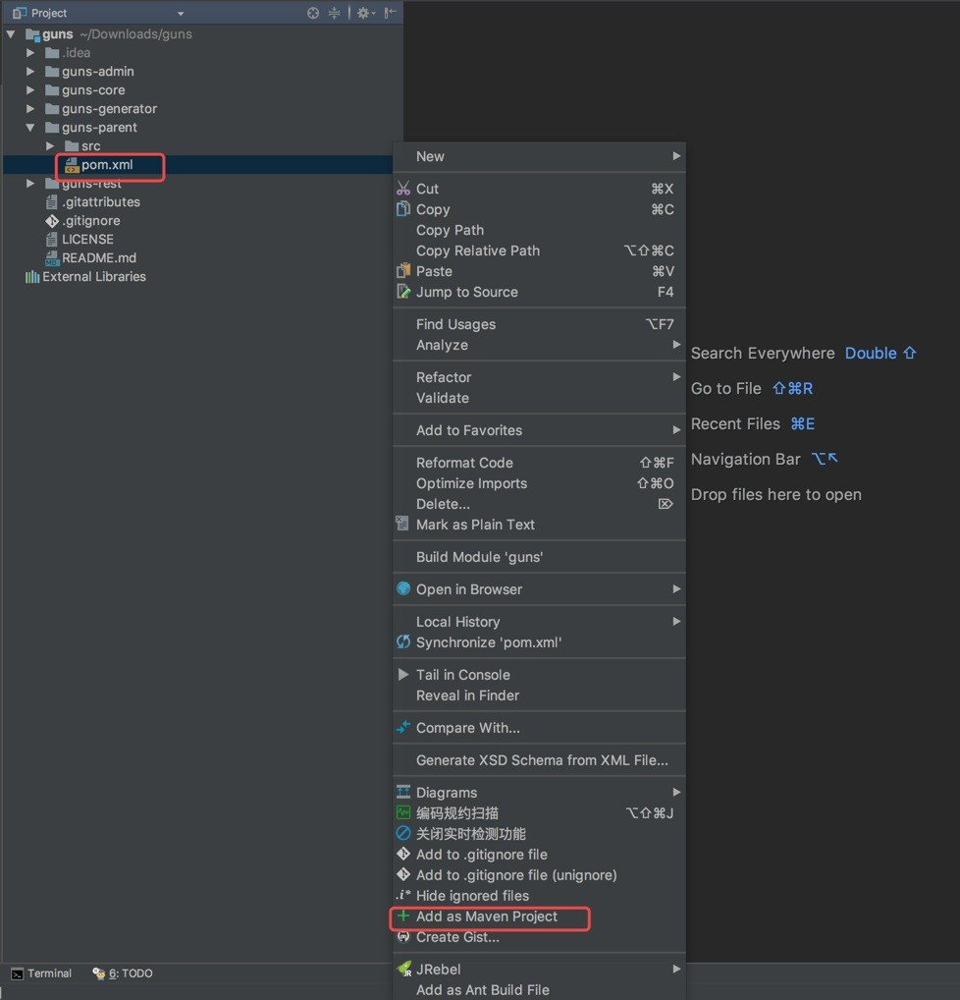 Project
guns ~/Downloads/guns
.idea
guns-admin
guns-core
guns-generator
guns-parent
src
pom.xml
guns-rest
.gitattributes
.gitignore
LICENSE
README.md
External Libraries
New
Cut ⌘X
Copy ⌘C
Copy Path
Copy Relative Path ⌥⇧⌘C
Paste ⌘V
Jump to Source F4
Find Usages ⌥F7
Analyze
Refactor
Validate
Add to Favorites
Reformat Code ⇧⌘F
Optimize Imports ⇧⌘O
Delete... ⌦
Mark as Plain Text
Build Module 'guns'
Open in Browser
Local History
Synchronize 'pom.xml'
Tail in Console
Reveal in Finder
Compare With...
Generate XSD Schema from XML File...
Diagrams
编码规约扫描 ⌥⇧⌘J
关闭实时检测功能
Add to .gitignore file
Add to .gitignore file (unignore)
.i* Hide ignored files
Add as Maven Project
Create Gist...
JRebel
Add as Ant Build File
Search Everywhere Double ⇧
Go to File ⇧⌘R
Recent Files ⌘E
Navigation Bar ⌥↖
Drop files here to open
Terminal
6: TODO